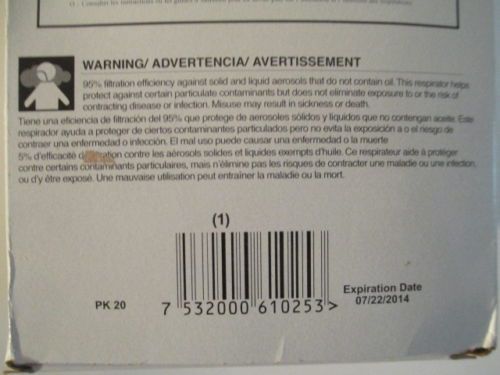 WARNING/ ADVERTENCIA/ AVERTISSEMENT
95% filtration efficiency against solid and liquid aerosols that do not contain oil. This respirator helps
protect against certain particulate contaminants but does not eliminate exposure to or the risk of
contracting disease or infection. Misuse may result in sickness or death.
Tiene una eficiencia de filtración del 95% que protege de aerosoles sólidos y líquidos que no contengan aceite. Este
respirador ayuda a proteger de ciertos contaminantes particulados pero no evita la exposición a o el riesgo de
contraer una enfermedad o infección. El mal uso puede causar una enfermedad o la muerte
5% d'efficacité contre les aérosols solides et liquides exempts d'huile. Ce respirateur aide à protéger
contre certains contaminants particulaires, mais n'élimine pas les risques de contracter une maladie ou une infection,
ou d'y être exposé. Une mauvaise utilisation peut entraîner la maladie ou la mort.
(1)
PK 20
7 532000 610253>
Expiration Date
07/22/2014